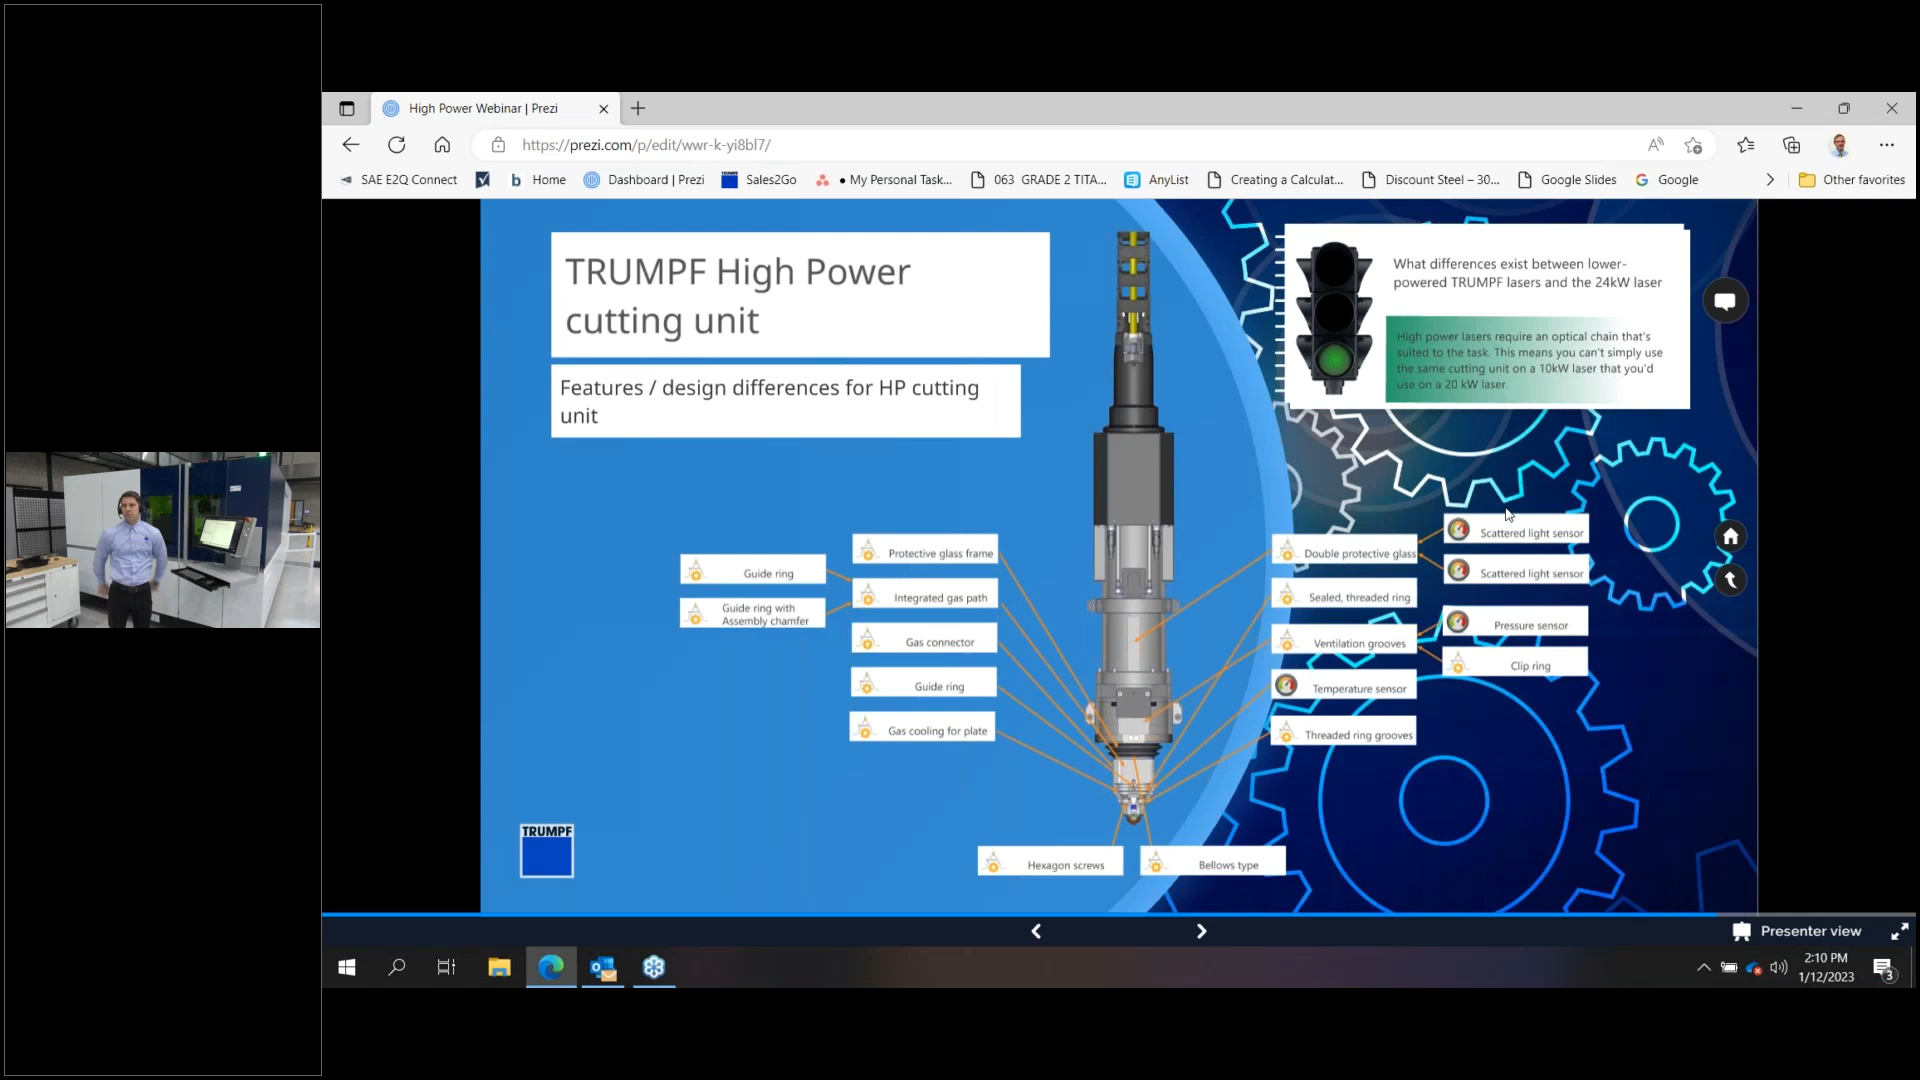 High Power Webinar | Prezi
https://prezi.com/p/edit/wwr-k-yi8bl7/
SAE E2Q Connect
Home
Dashboard | Prezi
Sales2Go
• My Personal Task...
063 GRADE 2 TITA...
AnyList
Creating a Calculat...
Discount Steel – 30...
Google Slides
Google
Other favorites
TRUMPF High Power
cutting unit
Features / design differences for HP cutting
unit
What differences exist between lower-
powered TRUMPF lasers and the 24kW laser
High power lasers require an optical chain that's
suited to the task. This means you can't simply use
the same cutting unit on a 10kW laser that you'd
use on a 20 kW laser.
Guide ring
Guide ring with
Assembly chamfer
Protective glass frame
Integrated gas path
Gas connector
Guide ring
Gas cooling for plate
Double protective glass
Sealed, threaded ring
Ventilation grooves
Temperature sensor
Threaded ring grooves
Scattered light sensor
Scattered light sensor
Pressure sensor
Clip ring
Hexagon screws
Bellows type
TRUMPF
Presenter view
2:10 PM
1/12/2023
3